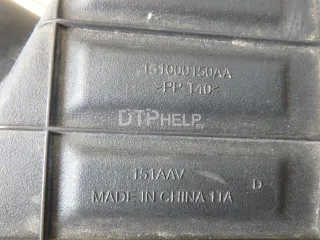 151000150AA
>PP T40<
DTPHELP
151AAV
MADE IN CHINA 11A
D